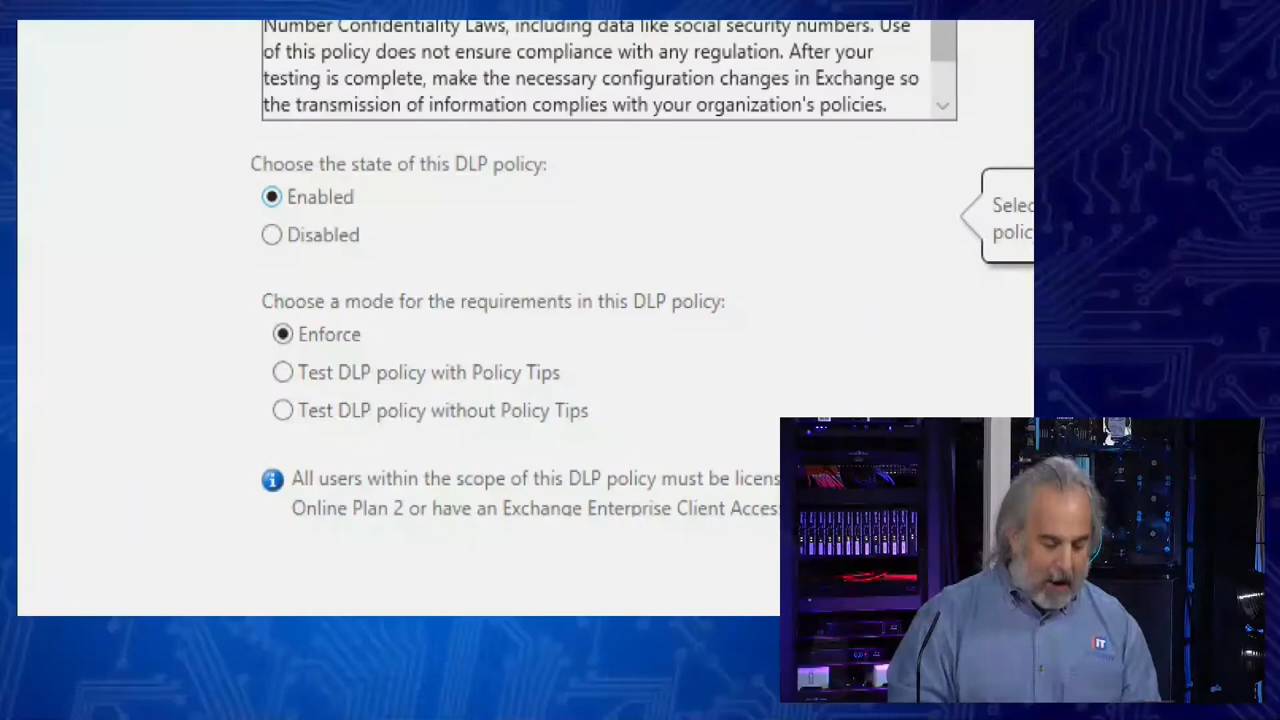 Number Confidentiality Laws, including data like social security numbers. Use
of this policy does not ensure compliance with any regulation. After your
testing is complete, make the necessary configuration changes in Exchange so
the transmission of information complies with your organization's policies.
Choose the state of this DLP policy:
Enabled
Disabled
Selec
polic
Choose a mode for the requirements in this DLP policy:
Enforce
Test DLP policy with Policy Tips
Test DLP policy without Policy Tips
All users within the scope of this DLP policy must be licens
Online Plan 2 or have an Exchange Enterprise Client Access
IT